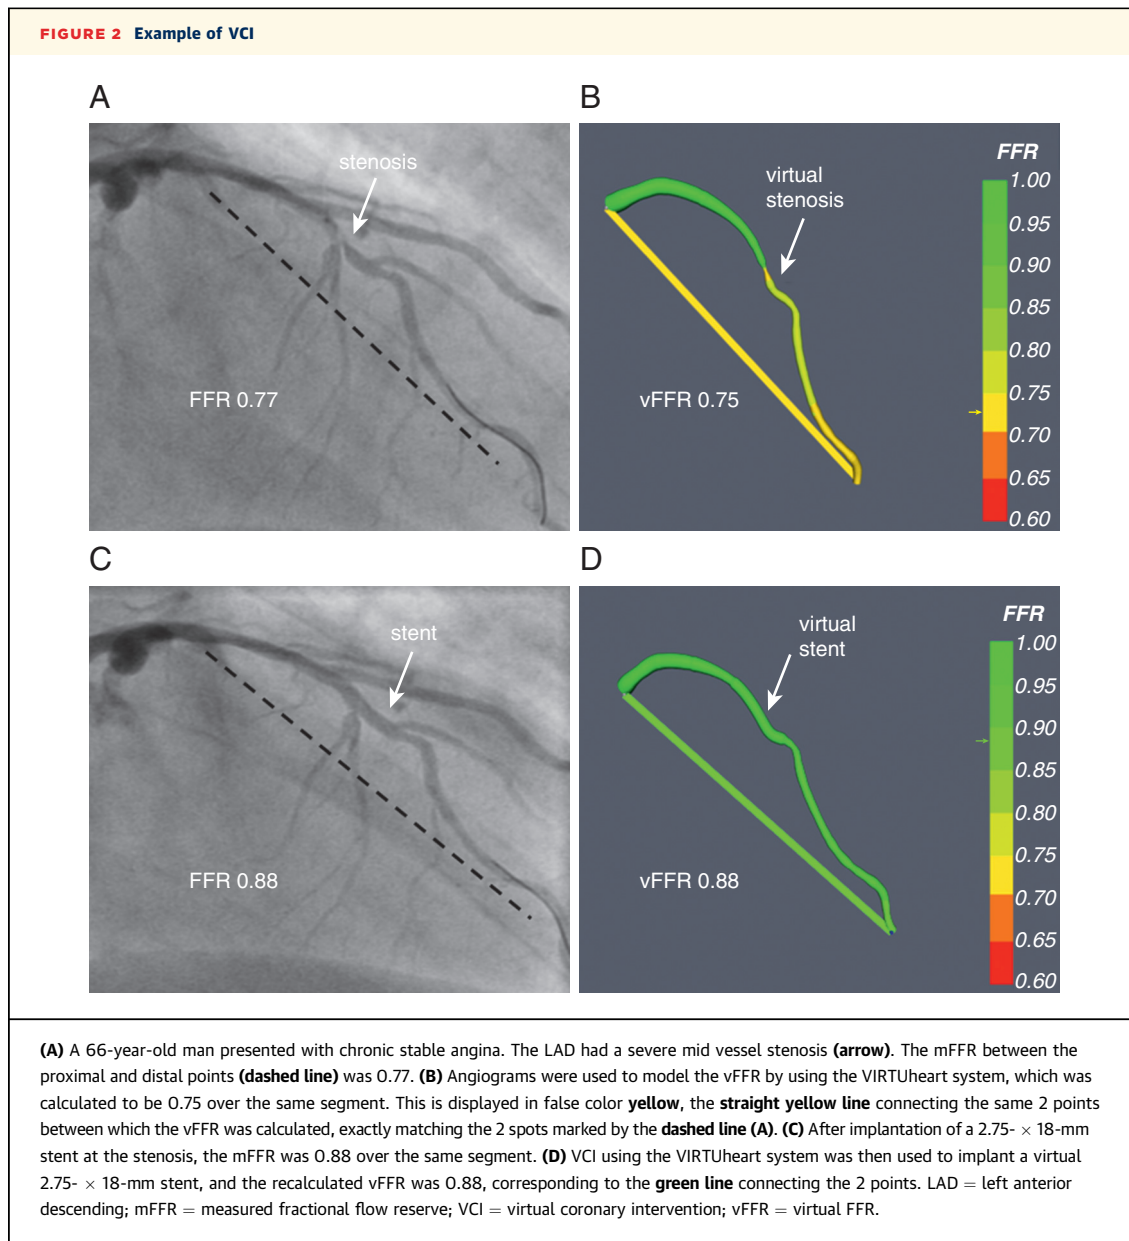 FIGURE 2 Example of VCI
A
stenosis
FFR 0.77
B
virtual
stenosis
vFFR 0.75
FFR
1.00
0.95
0.90
0.85
0.80
0.75
0.70
0.65
0.60
C
stent
FFR 0.88
D
virtual
stent
vFFR 0.88
FFR
1.00
0.95
0.90
0.85
0.80
0.75
0.70
0.65
0.60
(A) A 66-year-old man presented with chronic stable angina. The LAD had a severe mid vessel stenosis (arrow). The mFFR between the
proximal and distal points (dashed line) was 0.77. (B) Angiograms were used to model the vFFR by using the VIRTUheart system, which was
calculated to be 0.75 over the same segment. This is displayed in false color yellow, the straight yellow line connecting the same 2 points
between which the vFFR was calculated, exactly matching the 2 spots marked by the dashed line (A). (C) After implantation of a 2.75- × 18-mm
stent at the stenosis, the mFFR was 0.88 over the same segment. (D) VCI using the VIRTUheart system was then used to implant a virtual
2.75- × 18-mm stent, and the recalculated vFFR was 0.88, corresponding to the green line connecting the 2 points. LAD = left anterior
descending; mFFR = measured fractional flow reserve; VCI = virtual coronary intervention; vFFR = virtual FFR.